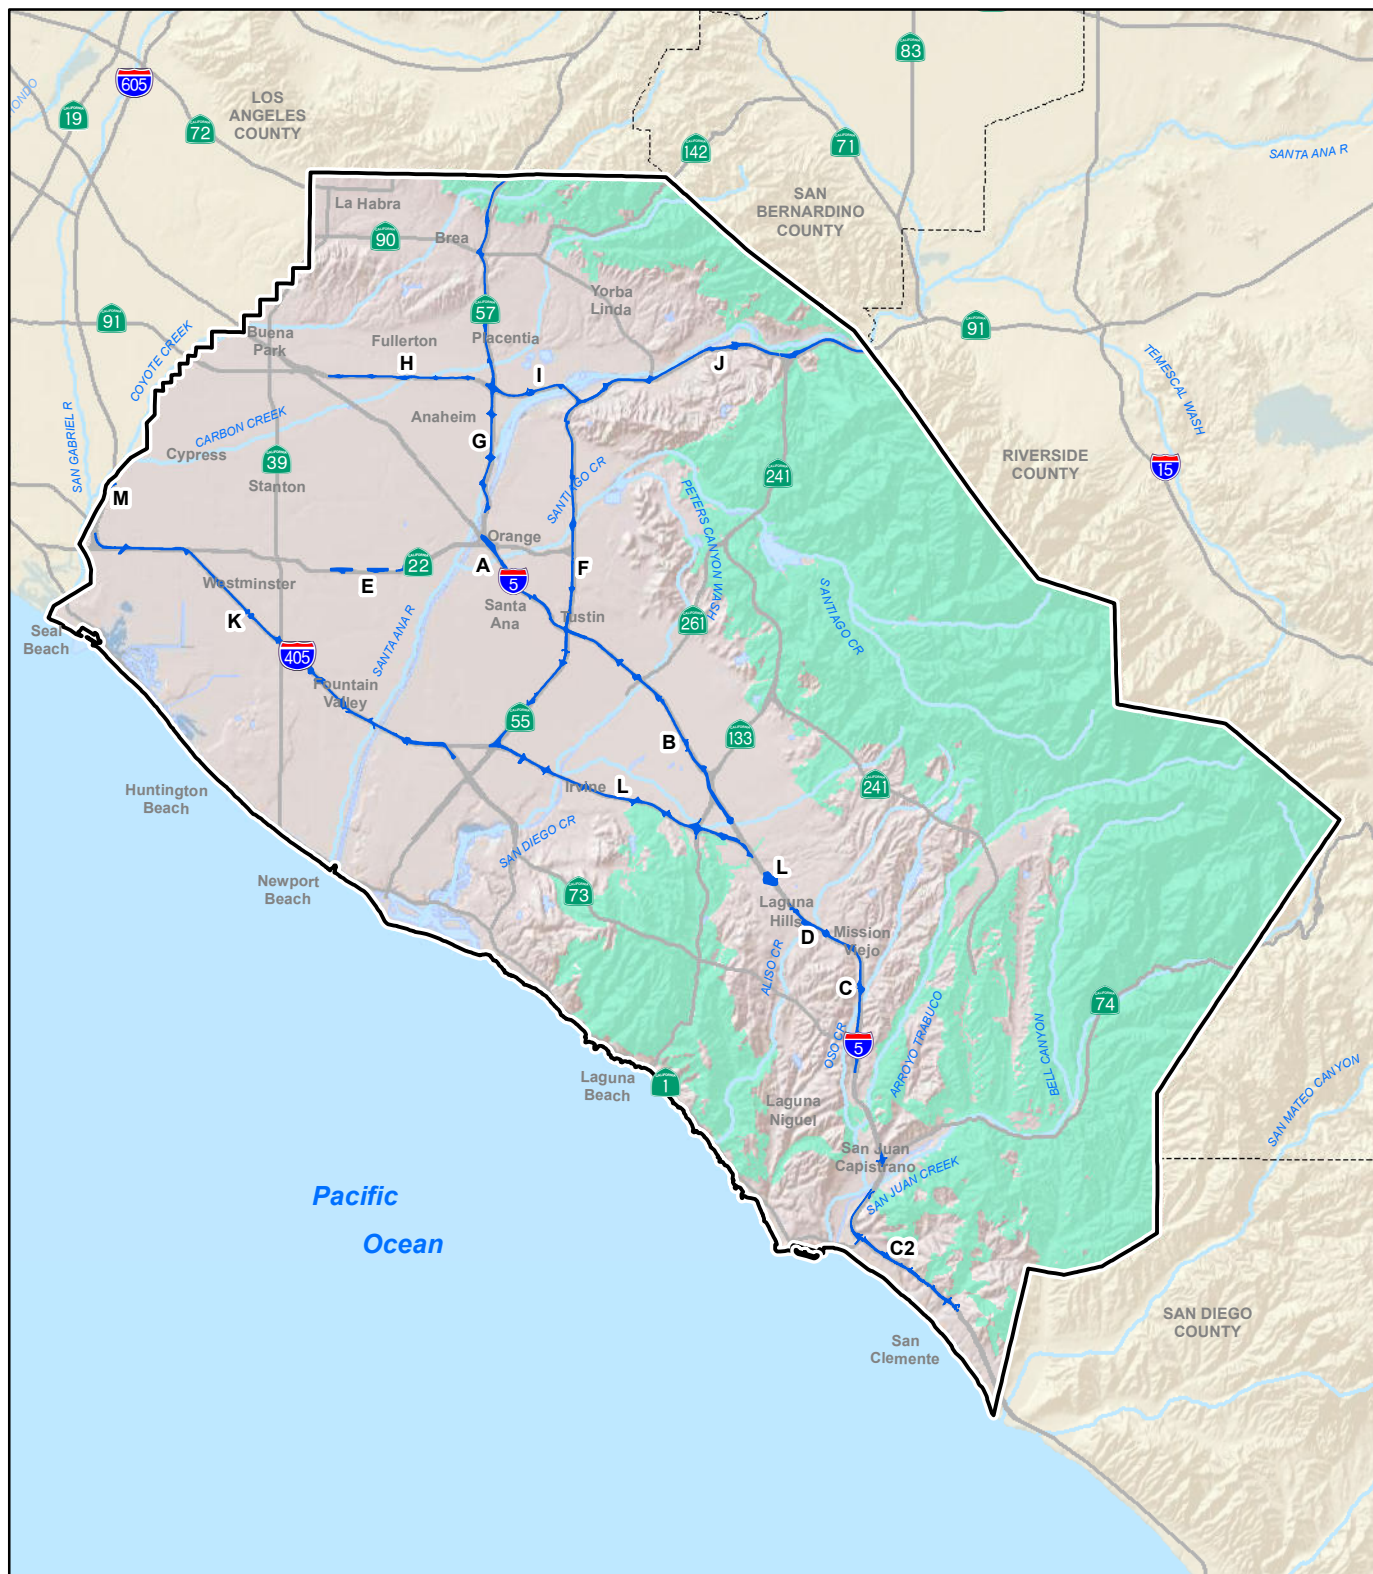 83
605
LOS
ANGELES
COUNTY
19
72
142
71
SANTA ANA R
SAN
BERNARDINO
COUNTY
La Habra
90
Brea
Yorba
Linda
57
91
91
Buena
Park
Fullerton
Placentia
COYOTE CREEK
TEMESCAL WASH
H
I
J
SAN GABRIEL R
CARBON CREEK
Anaheim
G
Cypress
39
Stanton
M
SANTIAGO CR
241
RIVERSIDE
COUNTY
15
PETERS CANYON WASH
Orange
A
22
E
F
5
Westminster
Santa
Ana
Tustin
261
SANTIAGO CR
K
Seal
Beach
405
SANTA ANA R
Fountain
Valley
55
B
133
241
Irvine
L
Huntington
Beach
SAN DIEGO CR
L
Newport
Beach
73
Laguna
Hills
D
Mission
Viejo
ALISO CR
C
74
5
OSO CR
ARROYO TRABUCO
BELL CANYON
Laguna
Beach
1
Laguna
Niguel
SAN MATEO CANYON
San Juan
Capistrano
SAN JUAN CREEK
Pacific
Ocean
C2
San
Clemente
SAN DIEGO
COUNTY